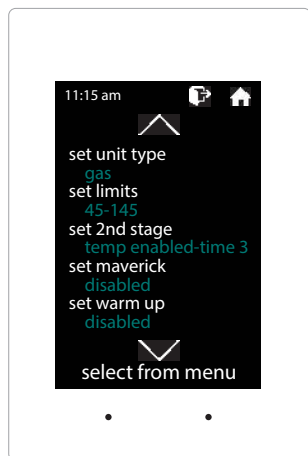 11:15 am
set unit type
gas
set limits
45-145
set 2nd stage
temp enabled-time 3
set maverick
disabled
set warm up
disabled
select from menu